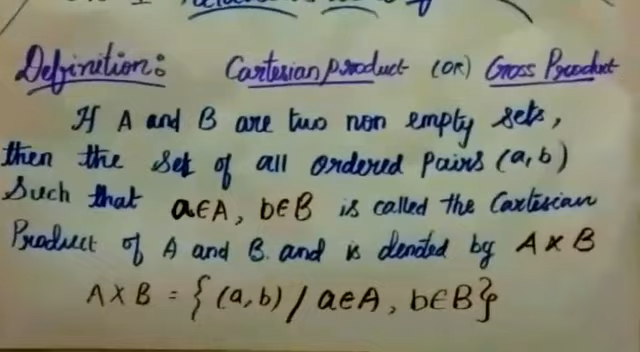 Definition: Cartesian product (OR) Cross Product
If A and B are two non empty sets,
then the set of all ordered pairs (a,b)
Such that a∈A, b∈B is called the Cartesian
Product of A and B. and is denoted by A×B
A×B = {(a,b) / a∈A, b∈B}